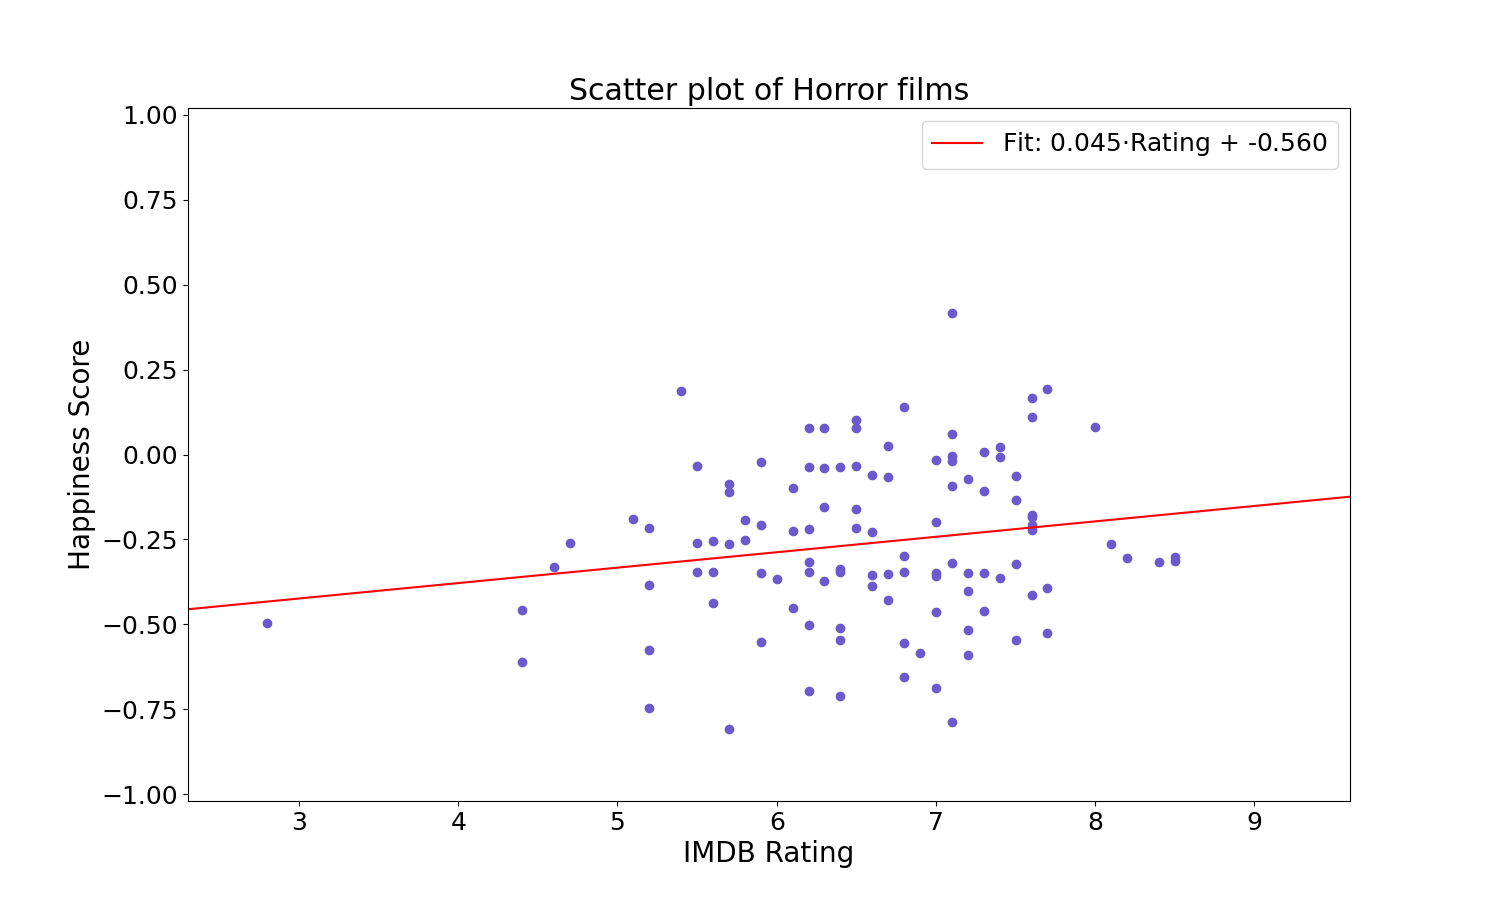 Scatter plot of Horror films
Fit: 0.045·Rating + -0.560
Happiness Score
1.00
0.75
0.50
0.25
0.00
−0.25
−0.50
−0.75
−1.00
3 4 5 6 7 8 9
IMDB Rating